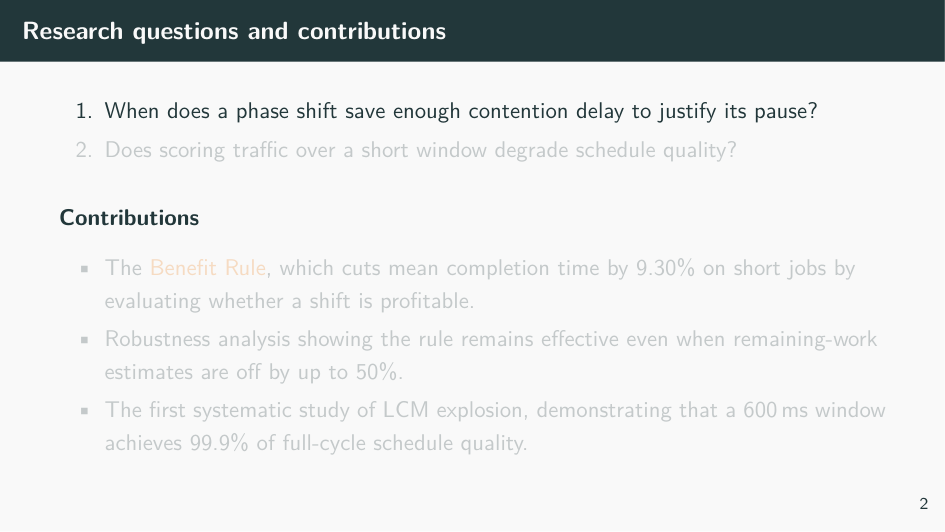 Research questions and contributions
1. When does a phase shift save enough contention delay to justify its pause?
2. Does scoring traffic over a short window degrade schedule quality?
Contributions
▪ The Benefit Rule, which cuts mean completion time by 9.30% on short jobs by
evaluating whether a shift is profitable.
▪ Robustness analysis showing the rule remains effective even when remaining-work
estimates are off by up to 50%.
▪ The first systematic study of LCM explosion, demonstrating that a 600 ms window
achieves 99.9% of full-cycle schedule quality.
2